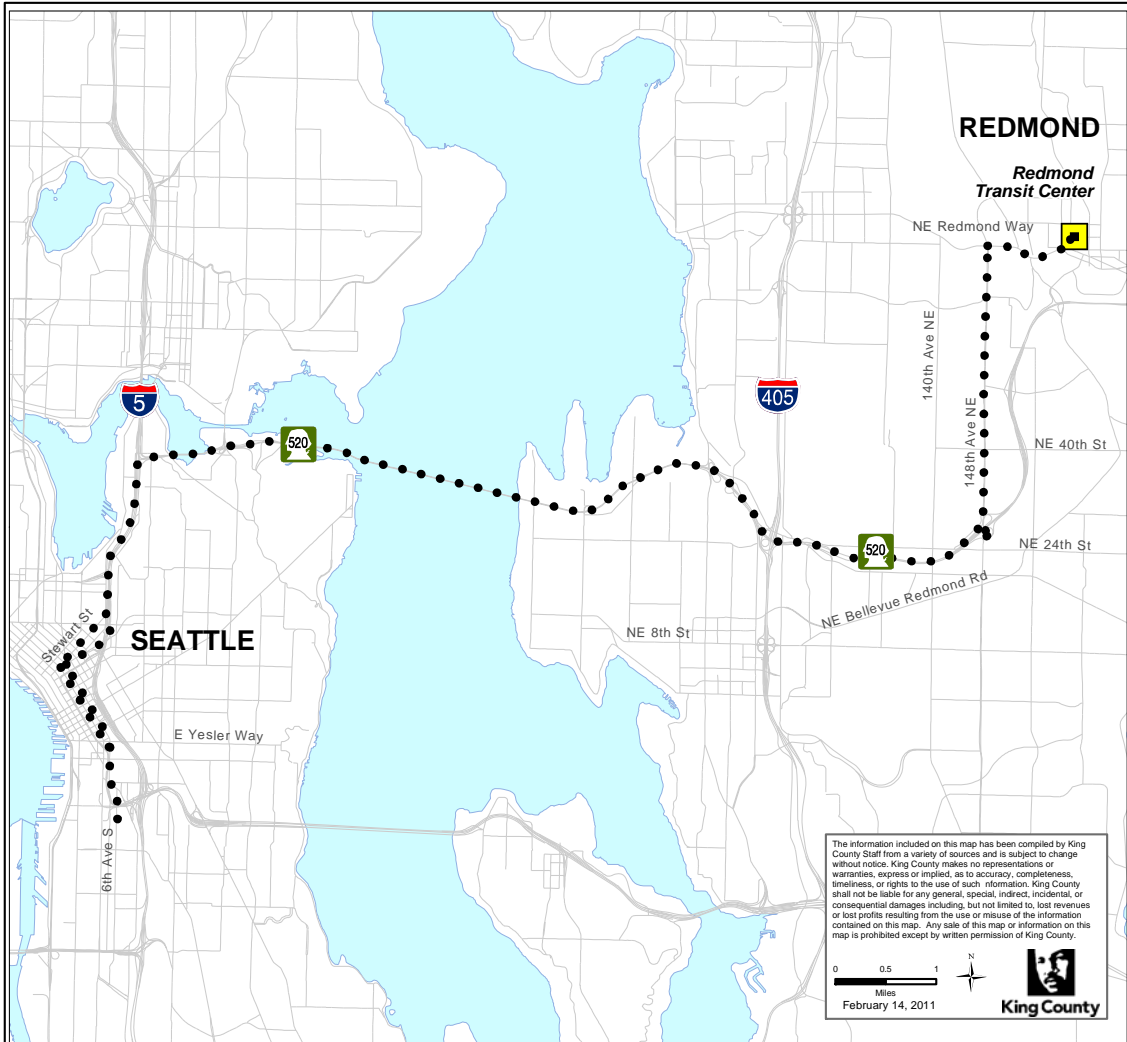 REDMOND
Redmond
Transit Center
NE Redmond Way
140th Ave NE
148th Ave NE
NE 40th St
5
405
520
520
NE 24th St
NE Bellevue Redmond Rd
NE 8th St
Stewart St
SEATTLE
E Yesler Way
6th Ave S
The information included on this map has been compiled by King
County Staff from a variety of sources and is subject to change
without notice. King County makes no representations or
warranties, express or implied, as to accuracy, completeness,
timeliness, or rights to the use of such information. King County
shall not be liable for any general, special, indirect, incidental, or
consequential damages including, but not limited to, lost revenues
or lost profits resulting from the use or misuse of the information
contained on this map. Any sale of this map or information on this
map is prohibited except by written permission of King County.
N
0 0.5 1
Miles
February 14, 2011
King County